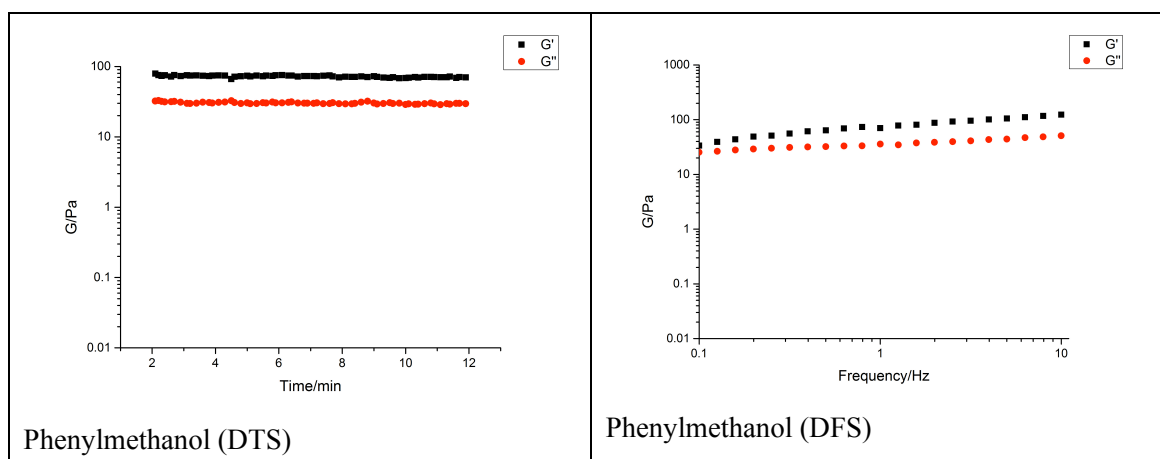 G'
G"
100
10
1
0.1
0.01
G/Pa
2 4 6 8 10 12
Time/min
Phenylmethanol (DTS)
G'
G"
1000
100
10
1
0.1
0.01
G/Pa
0.1 1 10
Frequency/Hz
Phenylmethanol (DFS)